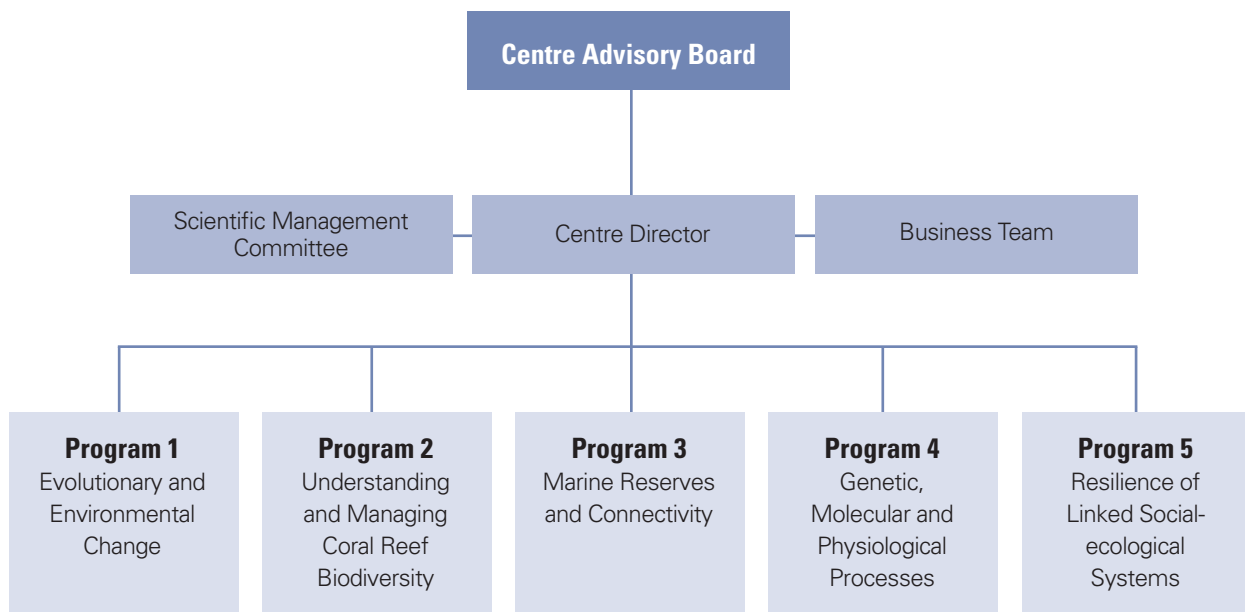 Centre Advisory Board
Scientific Management
Committee
Centre Director
Business Team
Program 1
Evolutionary and
Environmental
Change
Program 2
Understanding
and Managing
Coral Reef
Biodiversity
Program 3
Marine Reserves
and Connectivity
Program 4
Genetic,
Molecular and
Physiological
Processes
Program 5
Resilience of
Linked Social-
ecological
Systems